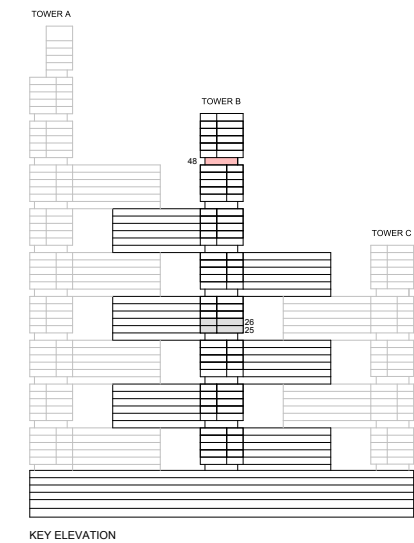 TOWER A
TOWER B
48
TOWER C
26
25
KEY ELEVATION